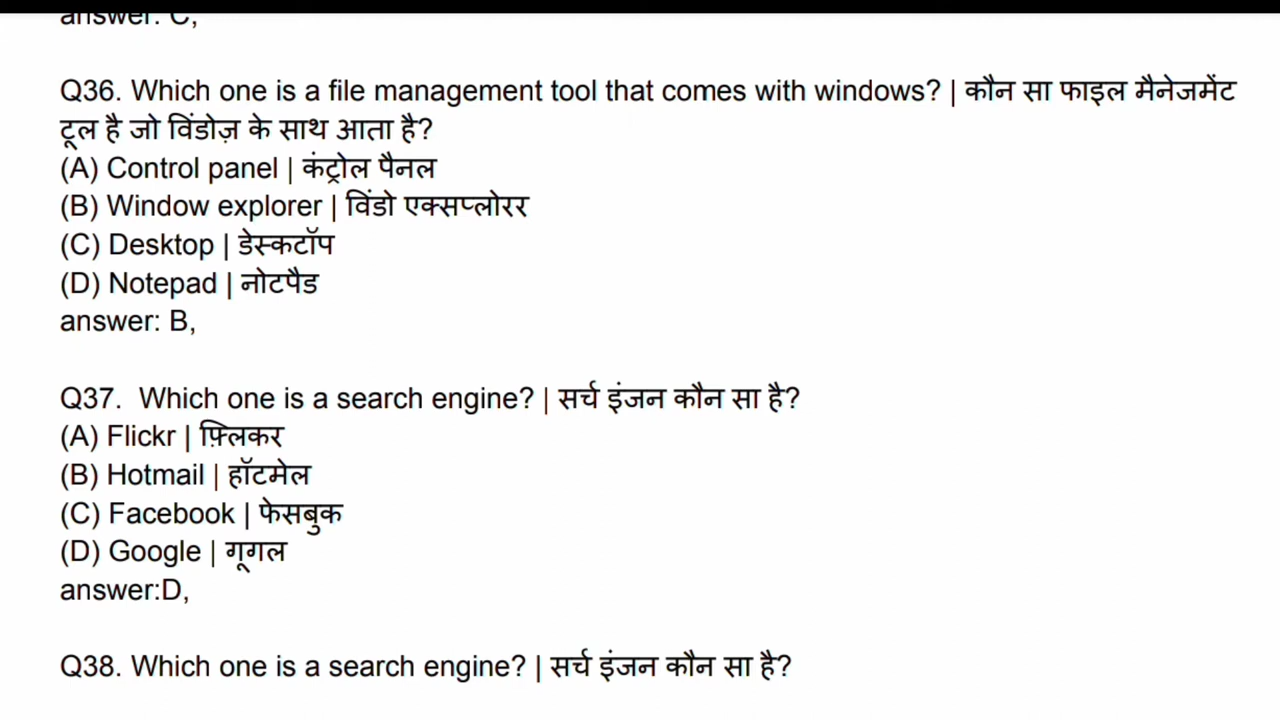 answer: C,
Q36. Which one is a file management tool that comes with windows? | कौन सा फाइल मैनेजमेंट
टूल है जो विंडोज़ के साथ आता है?
(A) Control panel | कंट्रोल पैनल
(B) Window explorer | विंडो एक्सप्लोरर
(C) Desktop | डेस्कटॉप
(D) Notepad | नोटपैड
answer: B,
Q37.  Which one is a search engine? | सर्च इंजन कौन सा है?
(A) Flickr | फ़्लिकर
(B) Hotmail | हॉटमेल
(C) Facebook | फेसबुक
(D) Google | गूगल
answer:D,
Q38. Which one is a search engine? | सर्च इंजन कौन सा है?